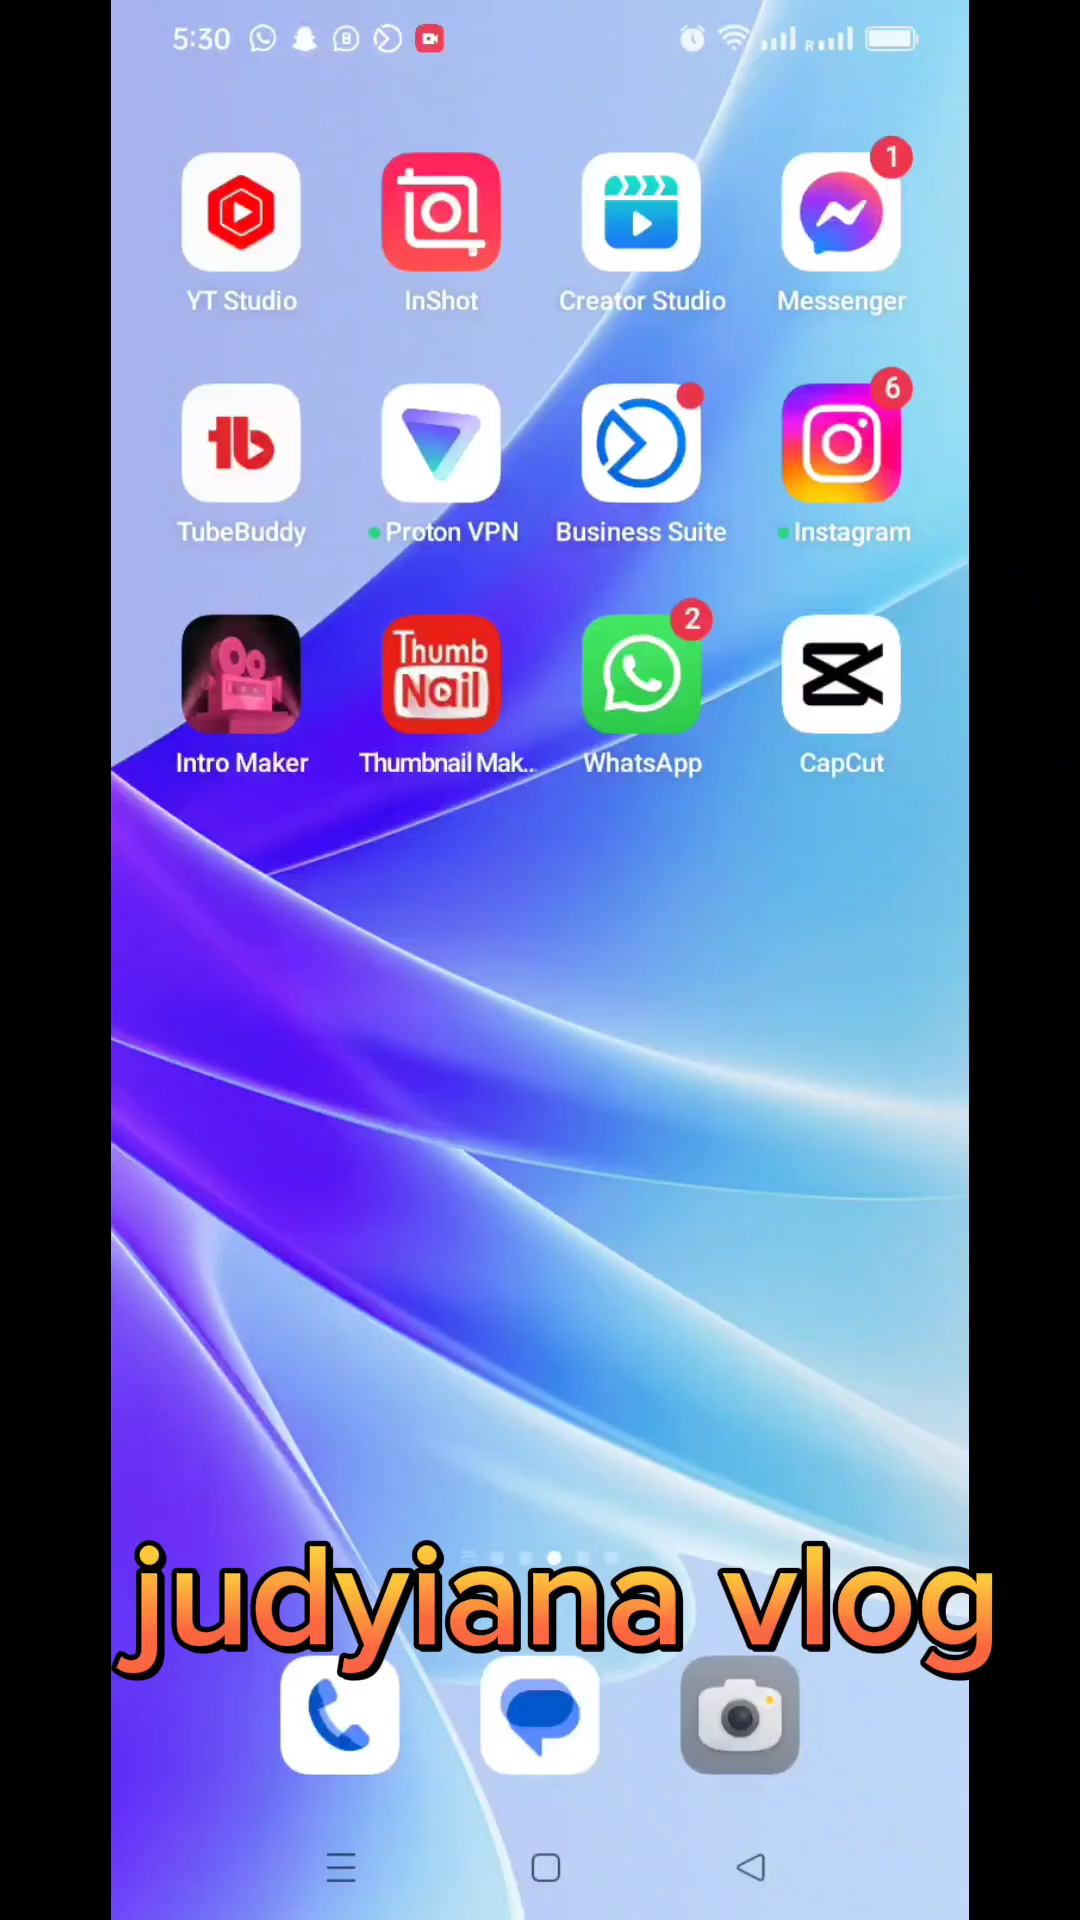 5:30
1
YT Studio InShot Creator Studio Messenger
6
TubeBuddy Proton VPN Business Suite Instagram
Thumb
Nail
2
Intro Maker Thumbnail Mak... WhatsApp CapCut
judyiana vlog